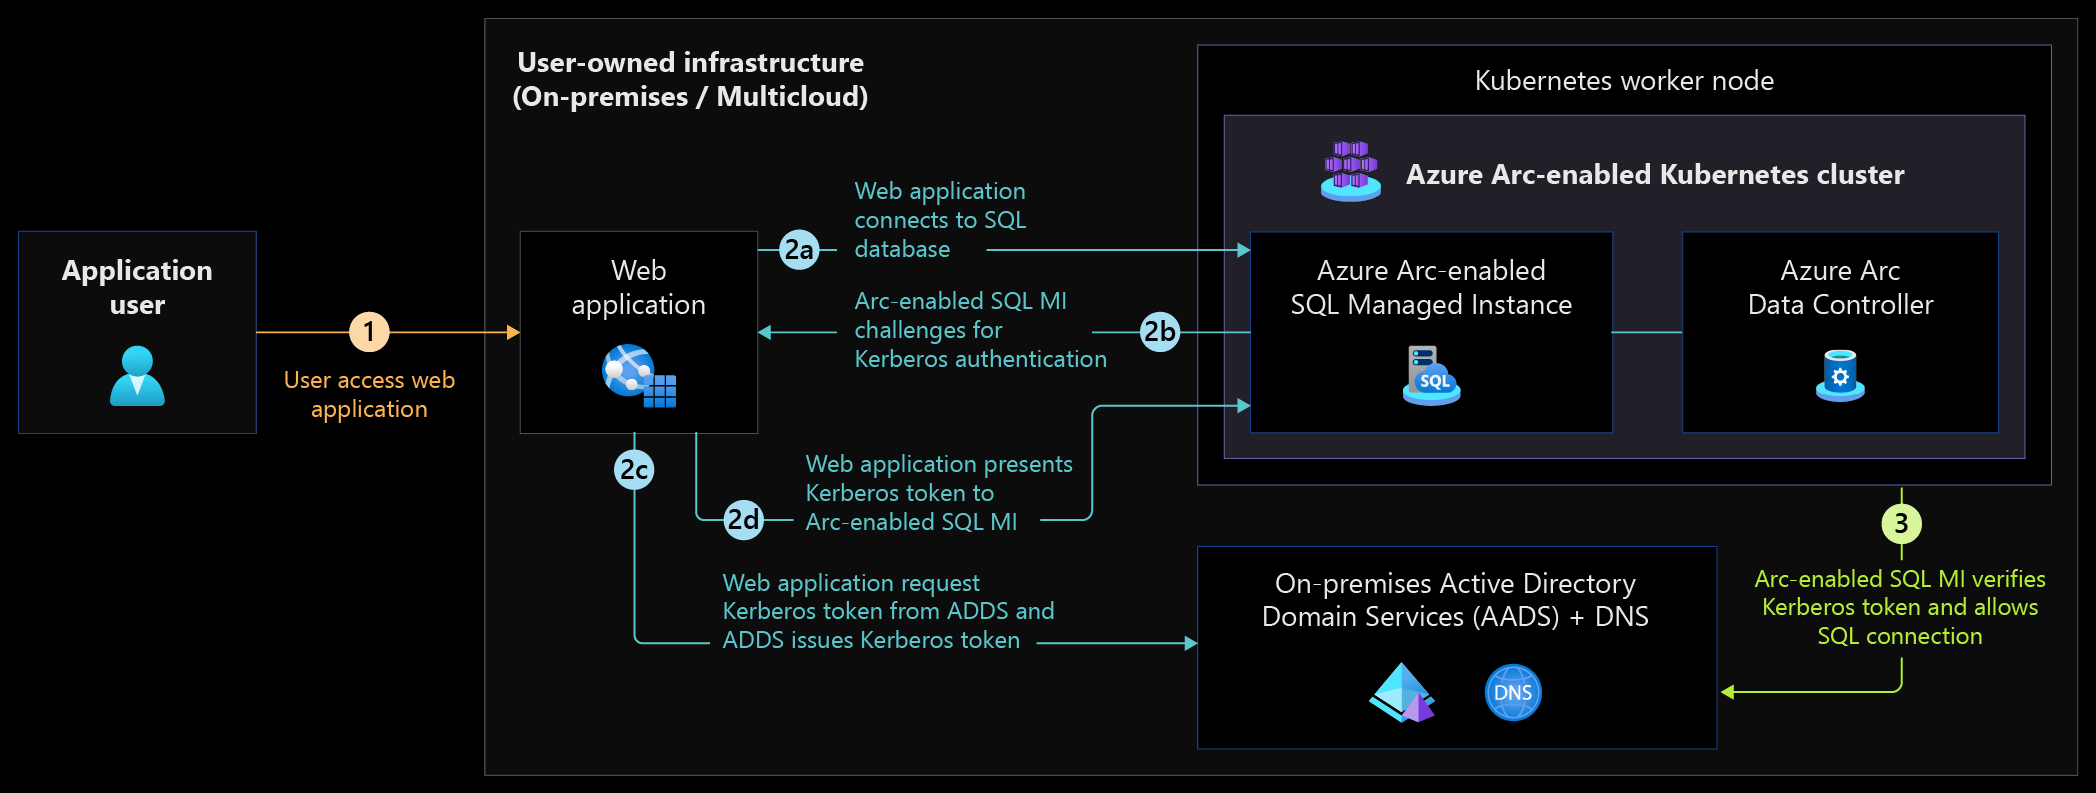 User-owned infrastructure
(On-premises / Multicloud)
Kubernetes worker node
Azure Arc-enabled Kubernetes cluster
Application
user
1
User access web
application
Web
application
2a
Web application
connects to SQL
database
Arc-enabled SQL MI
challenges for
Kerberos authentication
2b
Azure Arc-enabled
SQL Managed Instance
SQL
Azure Arc
Data Controller
2c
2d
Web application presents
Kerberos token to
Arc-enabled SQL MI
Web application request
Kerberos token from ADDS and
ADDS issues Kerberos token
On-premises Active Directory
Domain Services (AADS) + DNS
DNS
3
Arc-enabled SQL MI verifies
Kerberos token and allows
SQL connection